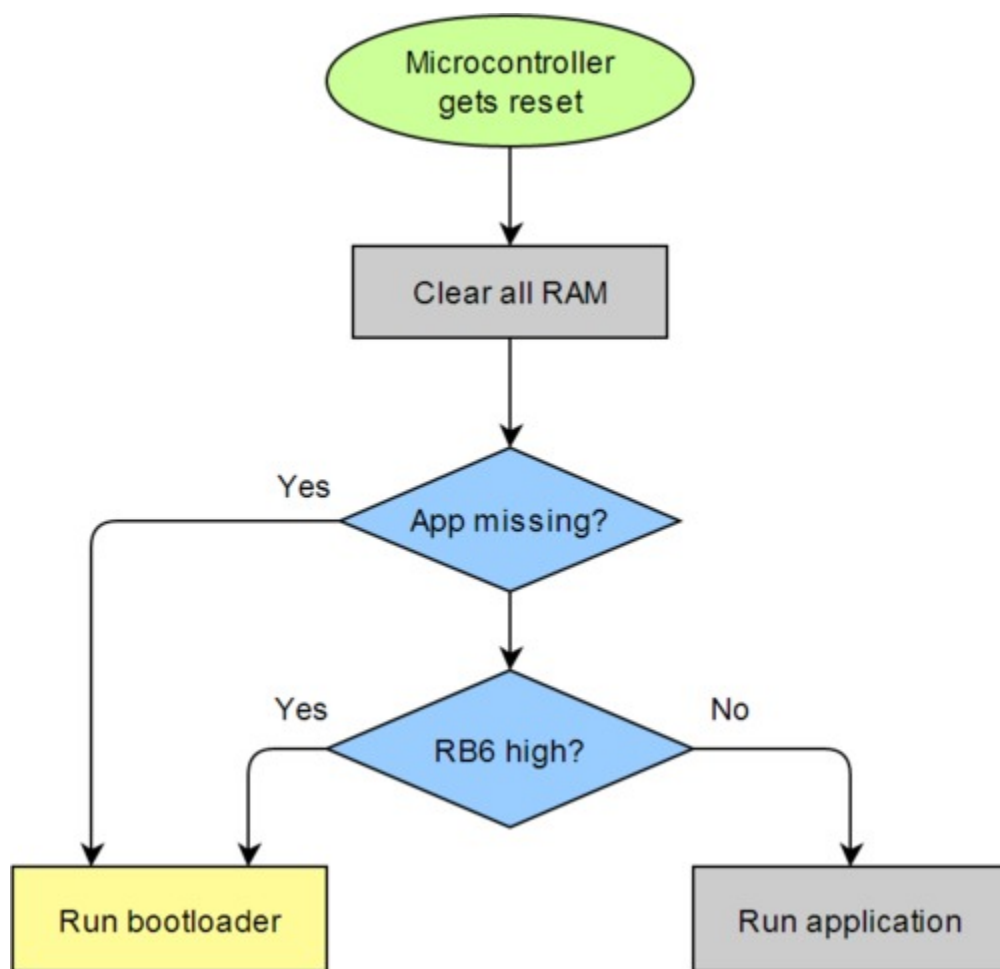 Microcontroller
gets reset
Clear all RAM
Yes
App missing?
Yes
No
RB6 high?
Run bootloader
Run application